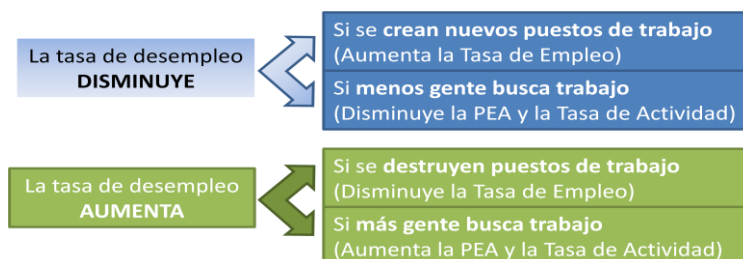 La tasa de desempleo
DISMINUYE
Si se crean nuevos puestos de trabajo
(Aumenta la Tasa de Empleo)
Si menos gente busca trabajo
(Disminuye la PEA y la Tasa de Actividad)
La tasa de desempleo
AUMENTA
Si se destruyen puestos de trabajo
(Disminuye la Tasa de Empleo)
Si más gente busca trabajo
(Aumenta la PEA y la Tasa de Actividad)